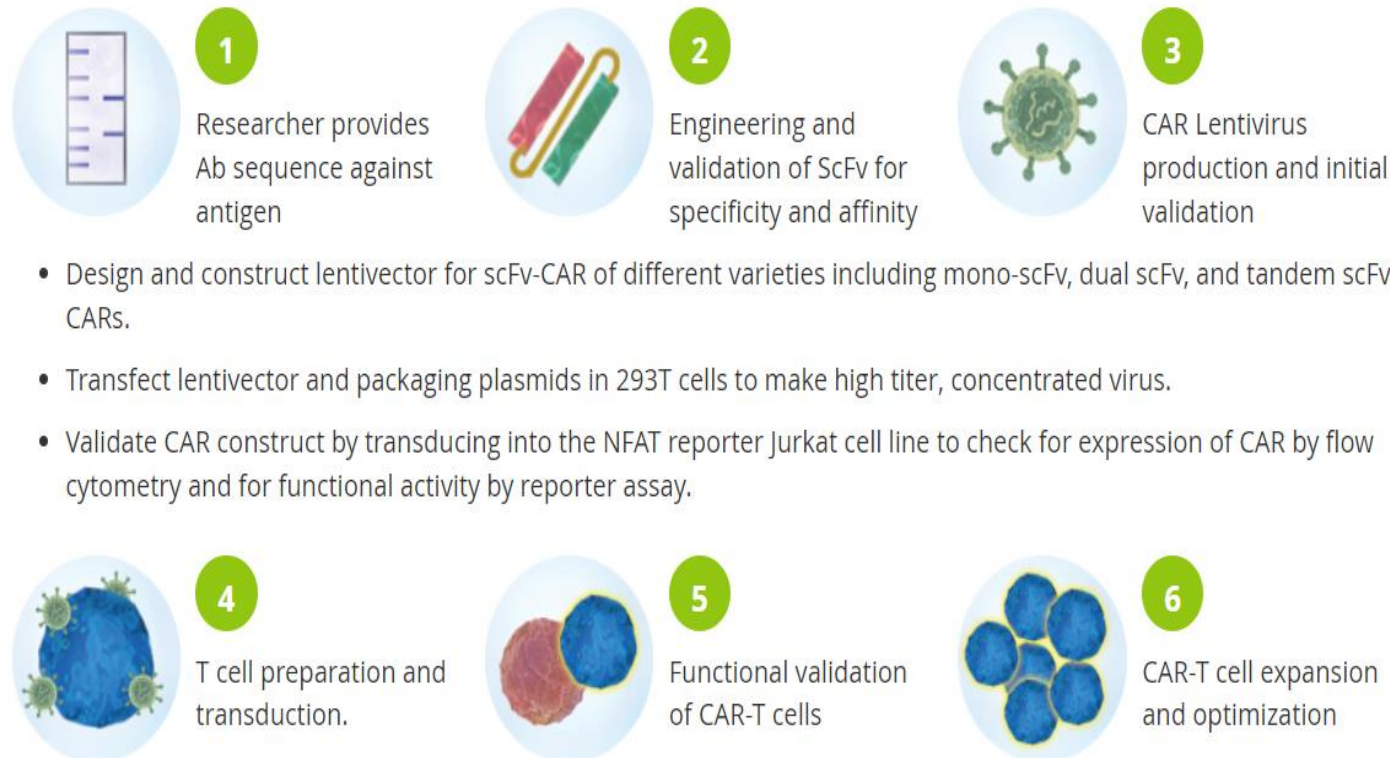 1
Researcher provides
Ab sequence against
antigen
2
Engineering and
validation of ScFv for
specificity and affinity
3
CAR Lentivirus
production and initial
validation
• Design and construct lentivector for scFv-CAR of different varieties including mono-scFv, dual scFv, and tandem scFv
CARs.
• Transfect lentivector and packaging plasmids in 293T cells to make high titer, concentrated virus.
• Validate CAR construct by transducing into the NFAT reporter Jurkat cell line to check for expression of CAR by flow
cytometry and for functional activity by reporter assay.
4
T cell preparation and
transduction.
5
Functional validation
of CAR-T cells
6
CAR-T cell expansion
and optimization